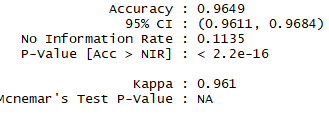 Accuracy : 0.9649
95% CI : (0.9611, 0.9684)
No Information Rate : 0.1135
P-Value [Acc > NIR] : < 2.2e-16
Kappa : 0.961
Mcnemar's Test P-Value : NA